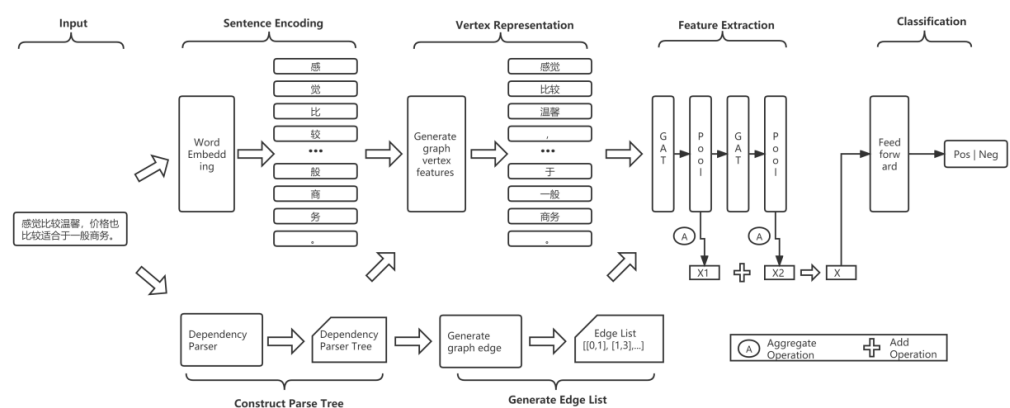 Input
Sentence Encoding
Vertex Representation
Feature Extraction
Classification
感觉比较温馨，价格也
比较适合于一般商务。
Word
Embedd
ing
感
觉
比
较
•••
般
商
务
。
Generate
graph
vertex
features
感觉
比较
温馨
，
•••
于
一般
商务
。
G
A
T
P
o
o
l
G
A
T
P
o
o
l
A
A
X1
X2
X
Feed
forw
ard
Pos | Neg
Dependency
Parser
Dependency
Parser Tree
Generate
graph edge
Edge List
[[0,1], [1,3],...]
Construct Parse Tree
Generate Edge List
A
Aggregate
Operation
Add
Operation